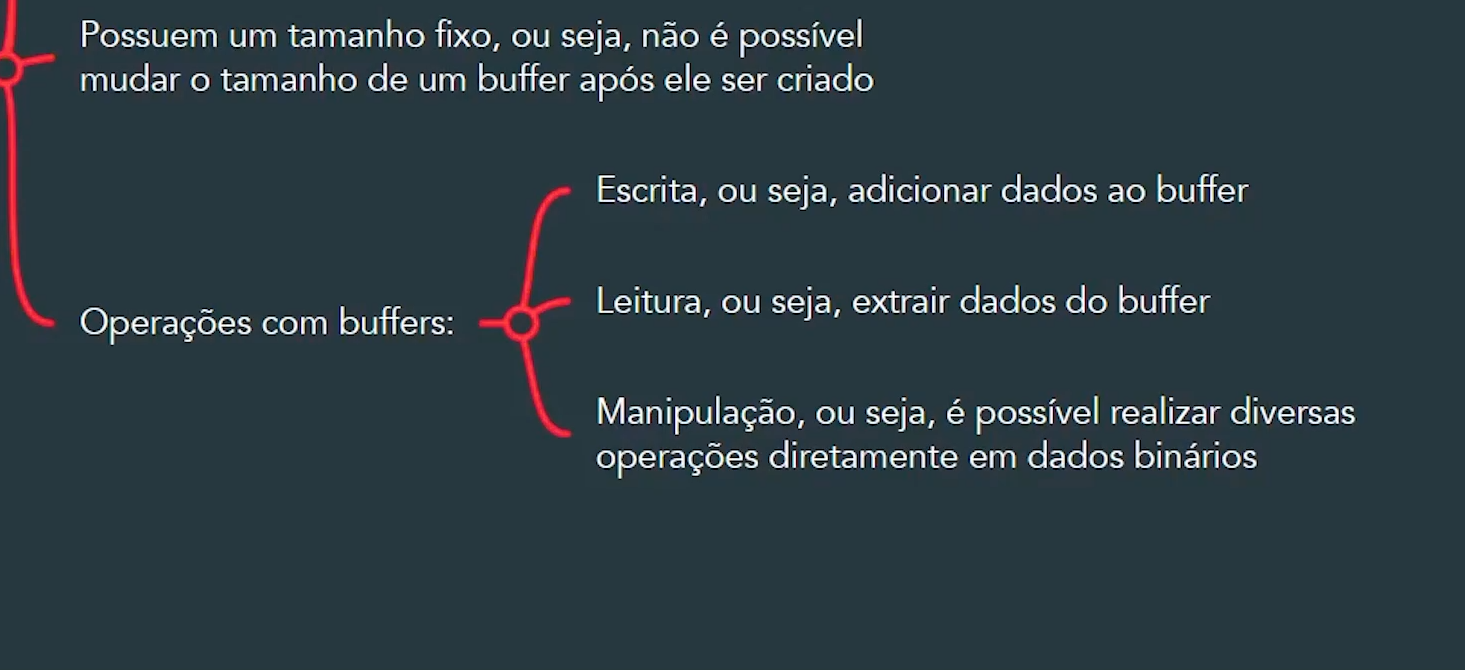 Possuem um tamanho fixo, ou seja, não é possível
mudar o tamanho de um buffer após ele ser criado
Escrita, ou seja, adicionar dados ao buffer
Leitura, ou seja, extrair dados do buffer
Operações com buffers:
Manipulação, ou seja, é possível realizar diversas
operações diretamente em dados binários